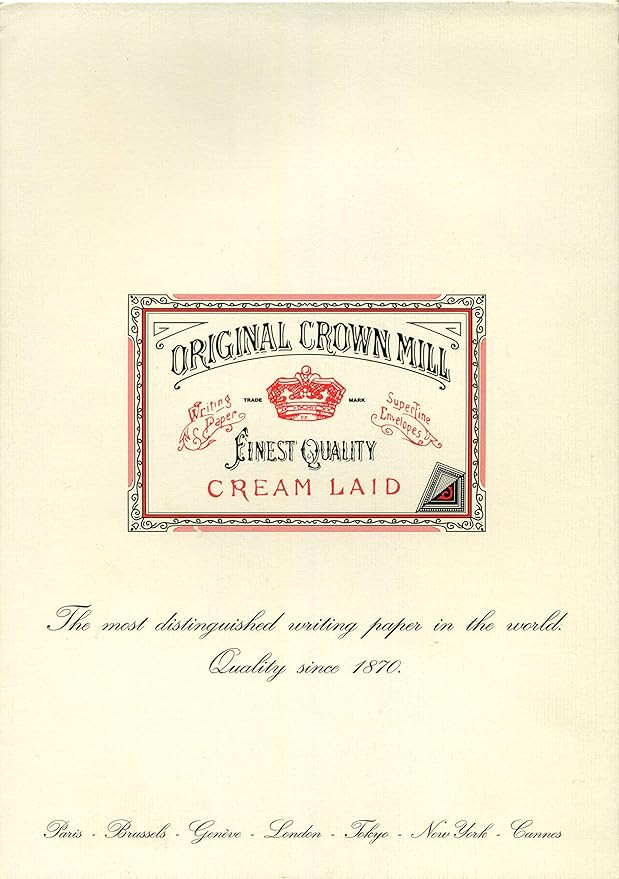 ORIGINAL CROWN MILL
TRADE MARK
Writing
Paper
Superfine
Envelopes
FINEST QUALITY
CREAM LAID
The most distinguished writing paper in the world.
Quality since 1870.
Paris - Brussels - Genève - London - Tokyo - New York - Cannes